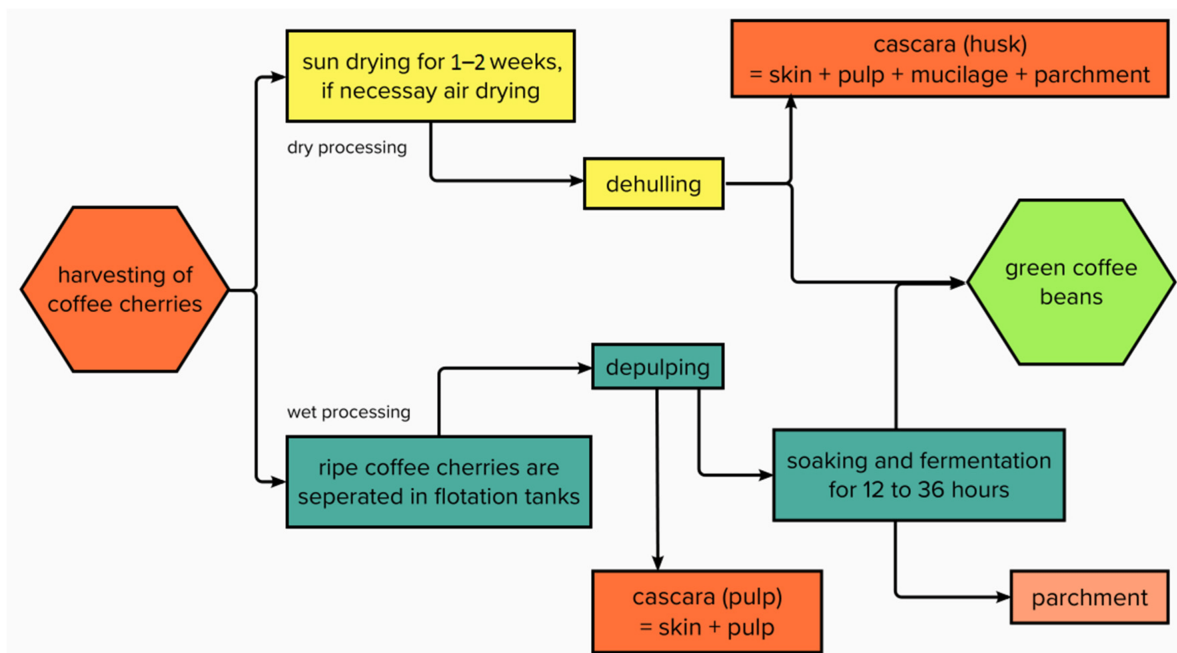 sun drying for 1–2 weeks,
if necessay air drying
cascara (husk)
= skin + pulp + mucilage + parchment
dry processing
dehulling
harvesting of
coffee cherries
green coffee
beans
depulping
wet processing
ripe coffee cherries are
seperated in flotation tanks
soaking and fermentation
for 12 to 36 hours
cascara (pulp)
= skin + pulp
parchment